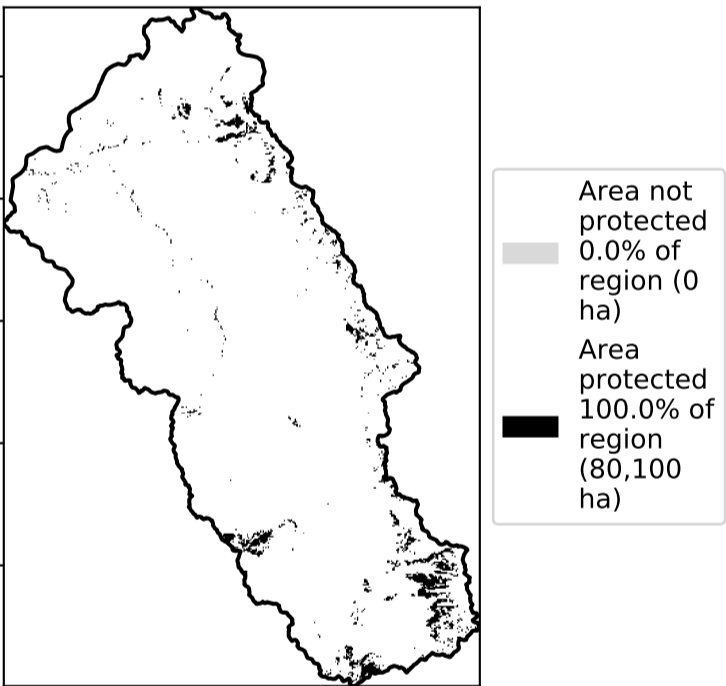 Area not
protected
0.0% of
region (0
ha)
Area
protected
100.0% of
region
(80,100
ha)